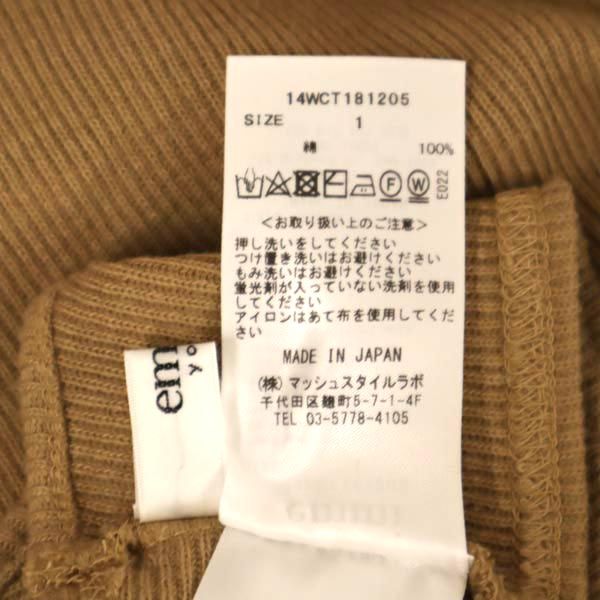 14WCT181205
SIZE 1
綿 100%
F W
E022
<お取り扱い上のご注意>
押し洗いをしてください
つけ置き洗いはお避けください
もみ洗いはお避けください
蛍光剤が入っていない洗剤を使用
してください
アイロンはあて布を使用してくだ
さい
MADE IN JAPAN
(株)マッシュスタイルラボ
千代田区麹町5-7-1-4F
TEL 03-5778-4105
em
yo